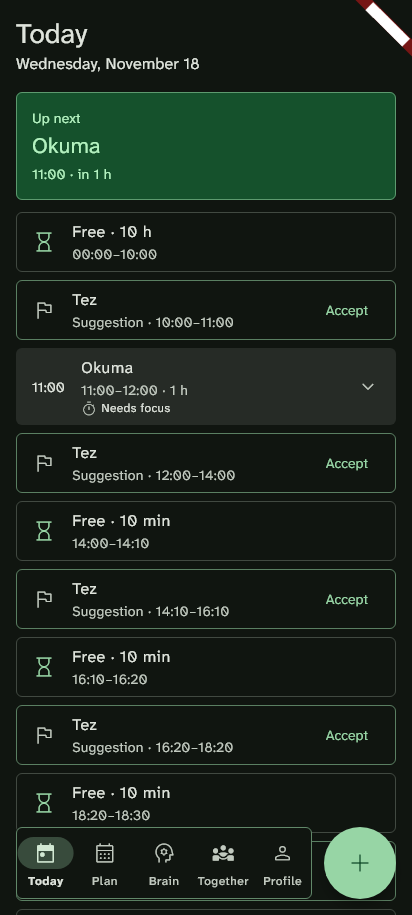 Today
Wednesday, November 18
Up next
Okuma
11:00 · in 1 h
Free · 10 h
00:00–10:00
Tez
Suggestion · 10:00–11:00
Accept
11:00
Okuma
11:00–12:00 · 1 h
Needs focus
Tez
Suggestion · 12:00–14:00
Accept
Free · 10 min
14:00–14:10
Tez
Suggestion · 14:10–16:10
Accept
Free · 10 min
16:10–16:20
Tez
Suggestion · 16:20–18:20
Accept
Free · 10 min
18:20–18:30
Today
Plan
Brain
Together
Profile